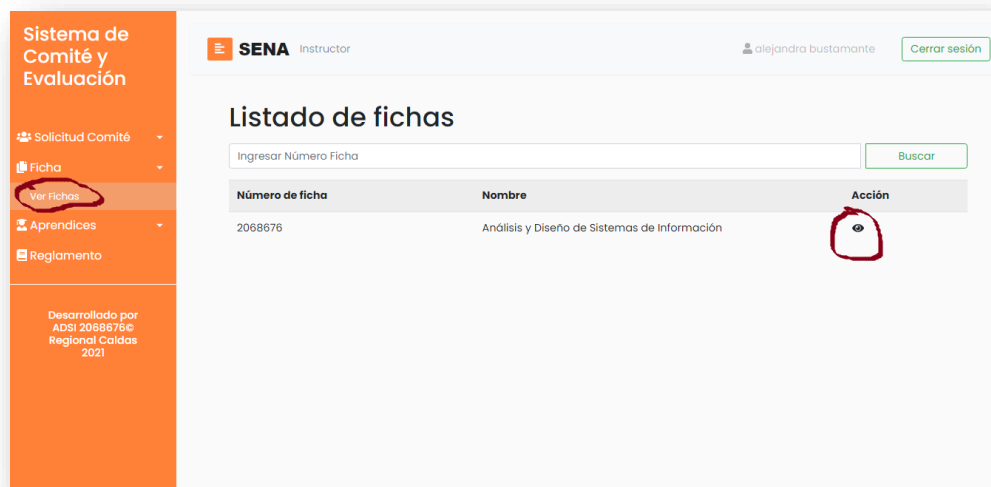 Sistema de
Comité y
Evaluación
Solicitud Comité
Ficha
Ver Fichas
Aprendices
Reglamento
Desarrollado por
ADSI 2068676©
Regional Caldas
2021
SENA Instructor
alejandra bustamante
Cerrar sesión
Listado de fichas
Ingresar Número Ficha
Buscar
Número de ficha Nombre Acción
2068676 Análisis y Diseño de Sistemas de Información